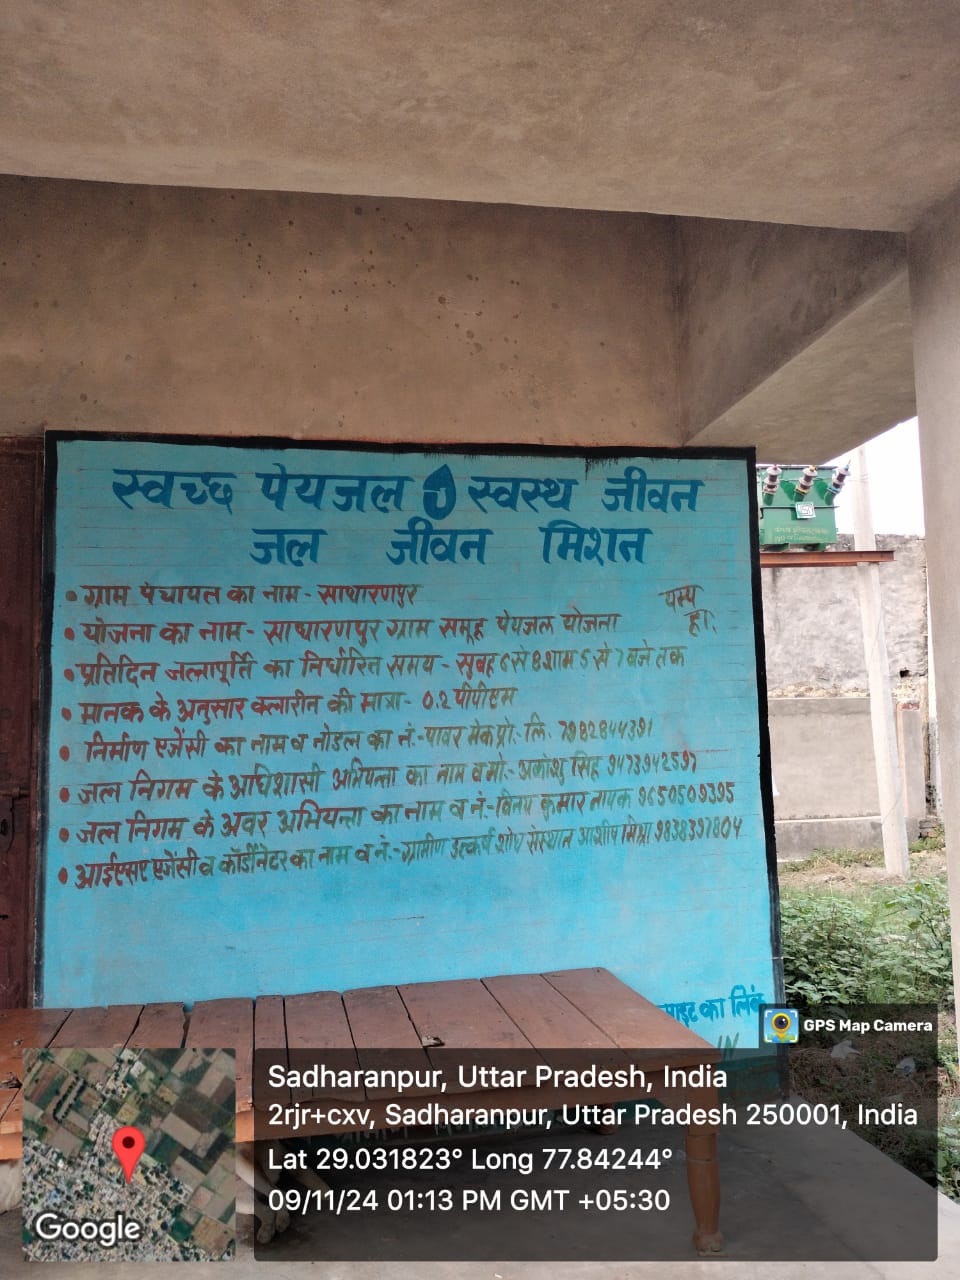 स्वच्छ पेयजल स्वस्थ जीवन
जल जीवन मिशन
• ग्राम पंचायत का नाम - साधारणपुर
पम्प
• योजना का नाम - साधारणपुर ग्राम समूह पेयजल योजना
• प्रतिदिन जलापूर्ति का निर्धारित समय - सुबह 6 से 8 शाम 5 से 7 बजे तक
• मानक के अनुसार क्लारीन की मात्रा - 0.2 पीपीएम
• निर्माण एजेंसी का नाम व नोडल का नं.- पावर मेक प्रो. लि. 7982844391
• जल निगम के अधिशासी अभियन्ता का नाम व मो.- सिंह 9473942597
• जल निगम के अवर अभियन्ता का नाम व नं.- कुमार 9650509395
• आईएसए एजेंसी व कॉर्डीनेटर का नाम व नं.- ग्रामीण उत्कर्ष शोध संस्थान आशीष मिश्रा 9838397804
साइट का लिंक
GPS Map Camera
Sadharanpur, Uttar Pradesh, India
2rjr+cxv, Sadharanpur, Uttar Pradesh 250001, India
Lat 29.031823° Long 77.84244°
09/11/24 01:13 PM GMT +05:30
Google